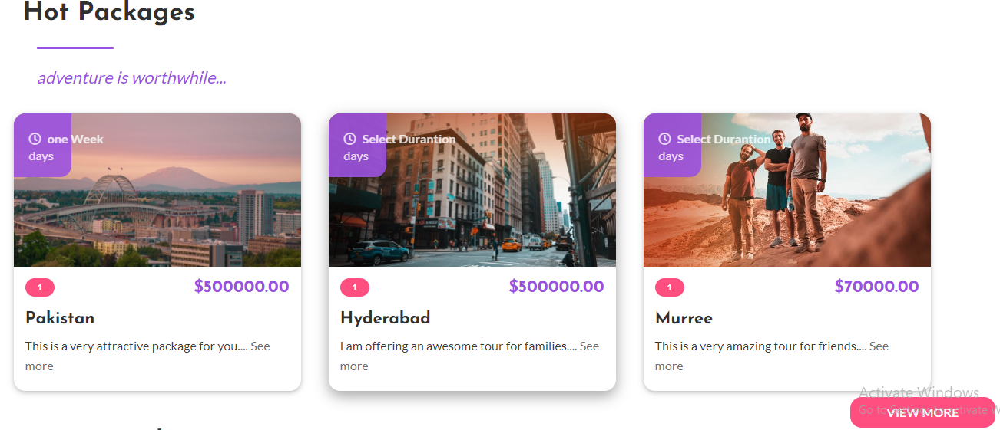 Hot Packages
adventure is worthwhile...
one Week
days
1
$500000.00
Pakistan
This is a very attractive package for you.... See
more
Select Durantion
days
1
$500000.00
Hyderabad
I am offering an awesome tour for families.... See
more
Select Durantion
days
1
$70000.00
Murree
This is a very amazing tour for friends.... See
more
Activate Windows
Go to
VIEW MORE